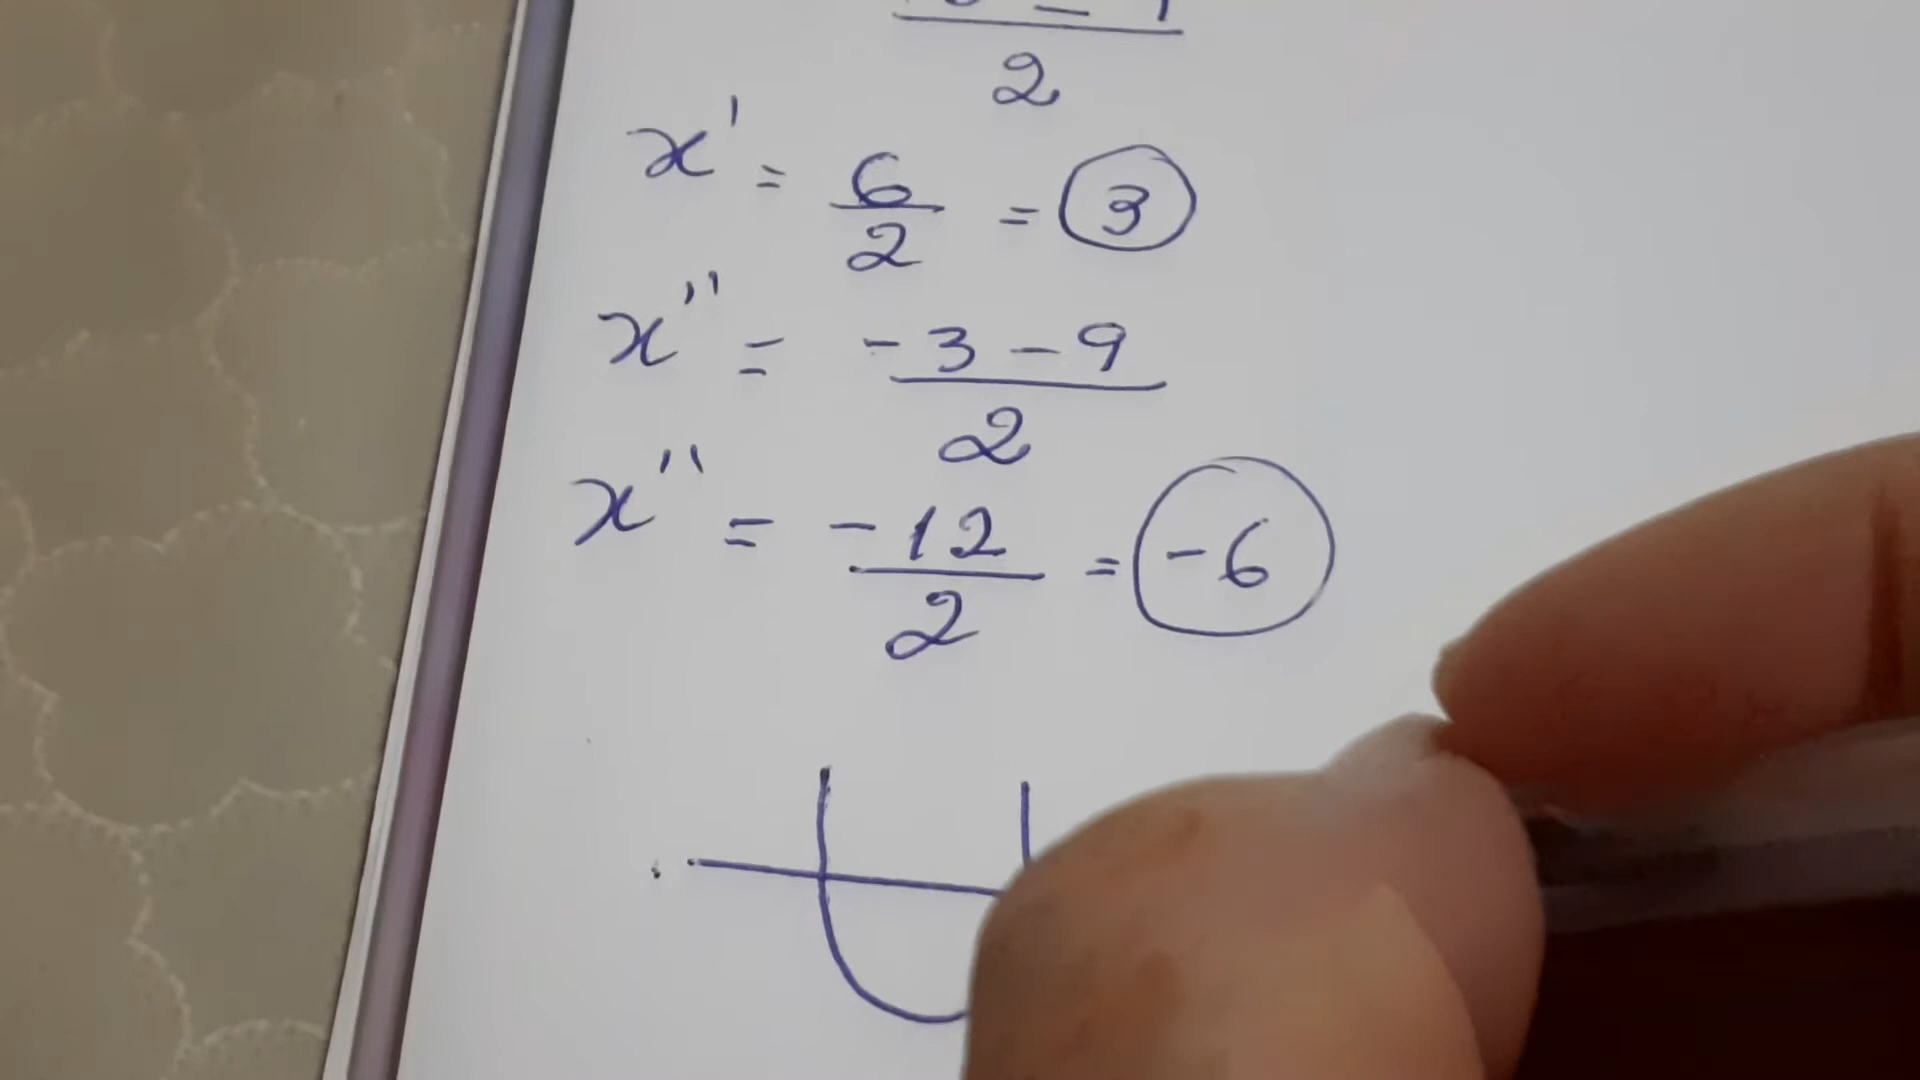 2
x' = 6/2 = 3
x'' = -3-9/2
x'' = -12/2 = -6